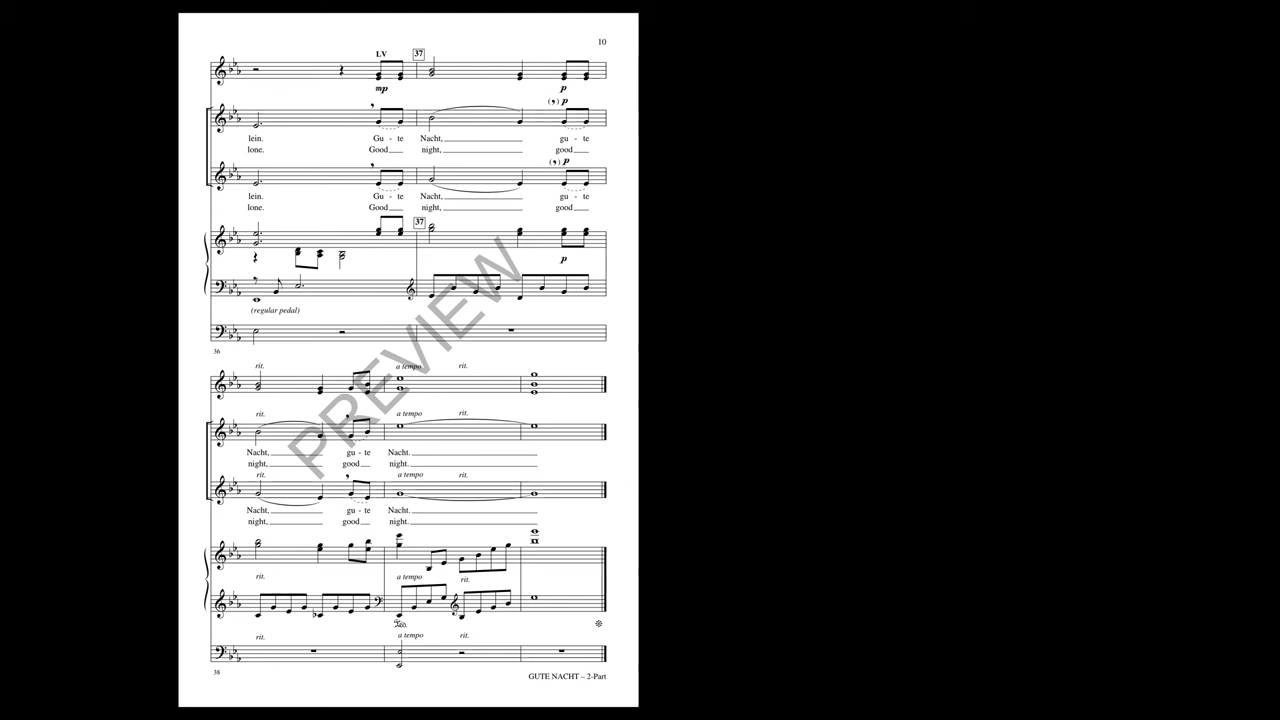 10
LV 37
mp p
(❜) p
lein. Gu - te Nacht, gu - te
lone. Good night, good
(❜) p
lein. Gu - te Nacht, gu - te
lone. Good night, good
37
p
(regular pedal)
36
rit. a tempo rit.
rit. a tempo rit.
Nacht, gu - te Nacht.
night, good night.
rit. a tempo rit.
Nacht, gu - te Nacht.
night, good night.
rit. a tempo rit.
Ped.
rit. a tempo rit.
38
GUTE NACHT – 2-Part
PREVIEW